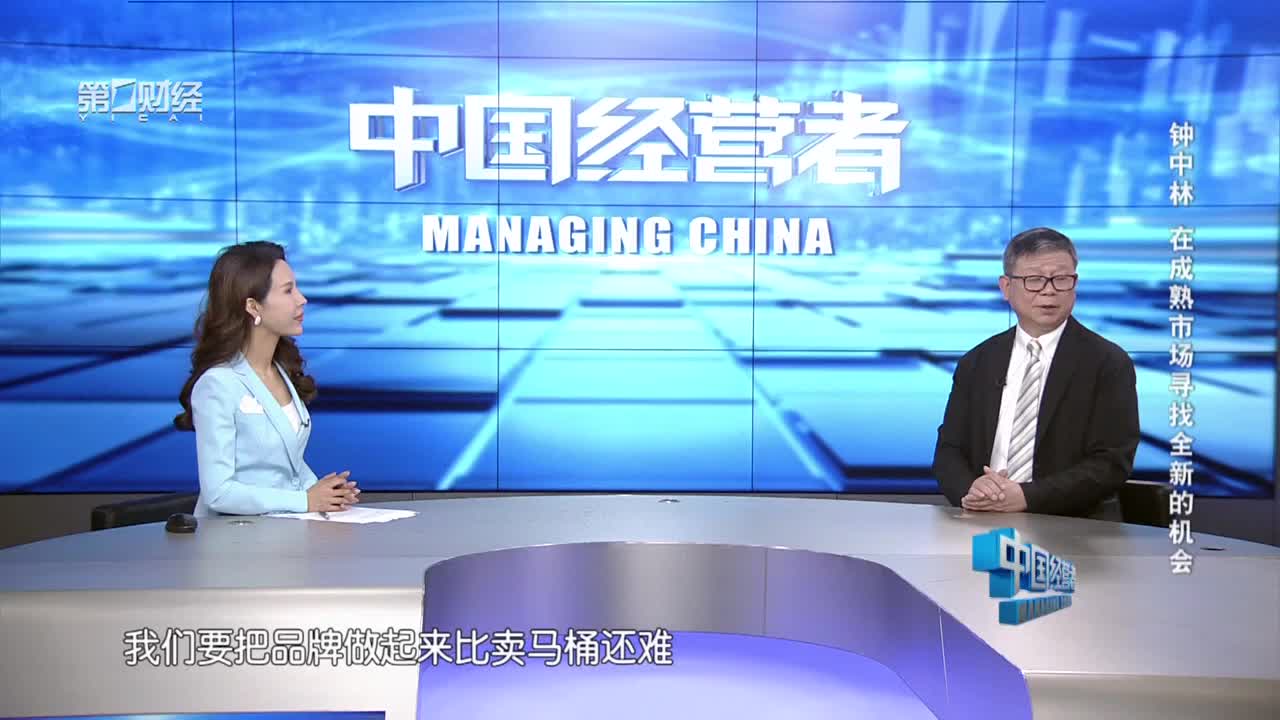 第一财经
YICAI
中国经营者
MANAGING CHINA
钟中林 在成熟市场寻找全新的机会
中国经营者
MANAGING
我们要把品牌做起来比卖马桶还难